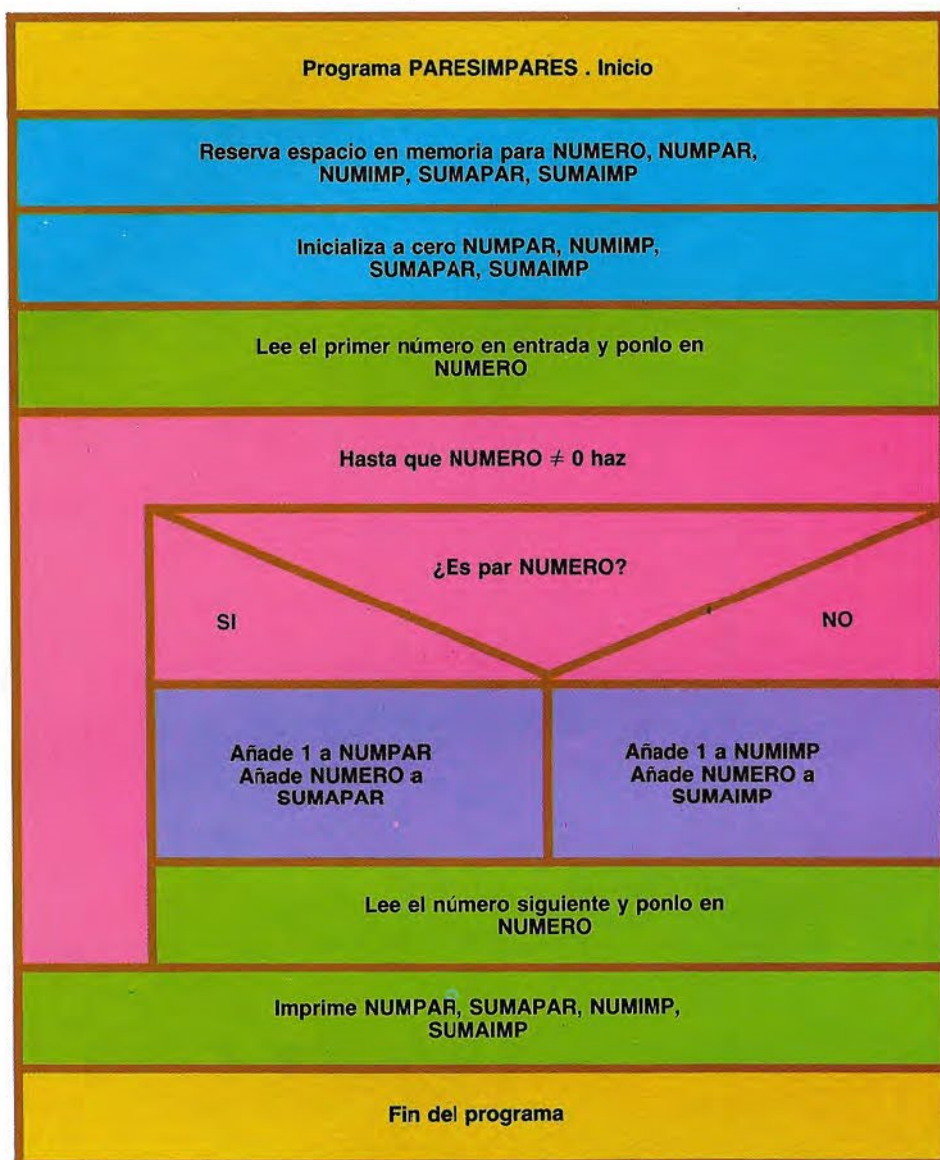 Programa PARESIMPARES . Inicio
Reserva espacio en memoria para NUMERO, NUMPAR,
NUMIMP, SUMAPAR, SUMAIMP
Inicializa a cero NUMPAR, NUMIMP,
SUMAPAR, SUMAIMP
Lee el primer número en entrada y ponlo en
NUMERO
Hasta que NUMERO ≠ 0 haz
¿Es par NUMERO?
SI
NO
Añade 1 a NUMPAR
Añade NUMERO a
SUMAPAR
Añade 1 a NUMIMP
Añade NUMERO a
SUMAIMP
Lee el número siguiente y ponlo en
NUMERO
Imprime NUMPAR, SUMAPAR, NUMIMP,
SUMAIMP
Fin del programa